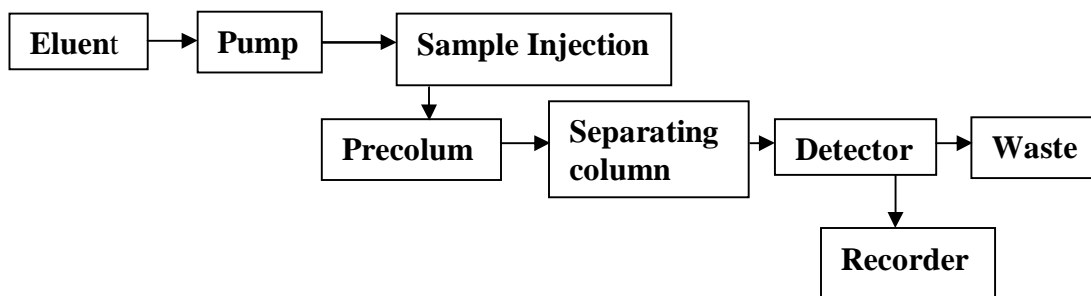 Eluent
Pump
Sample Injection
Precolum
Separating
column
Detector
Waste
Recorder